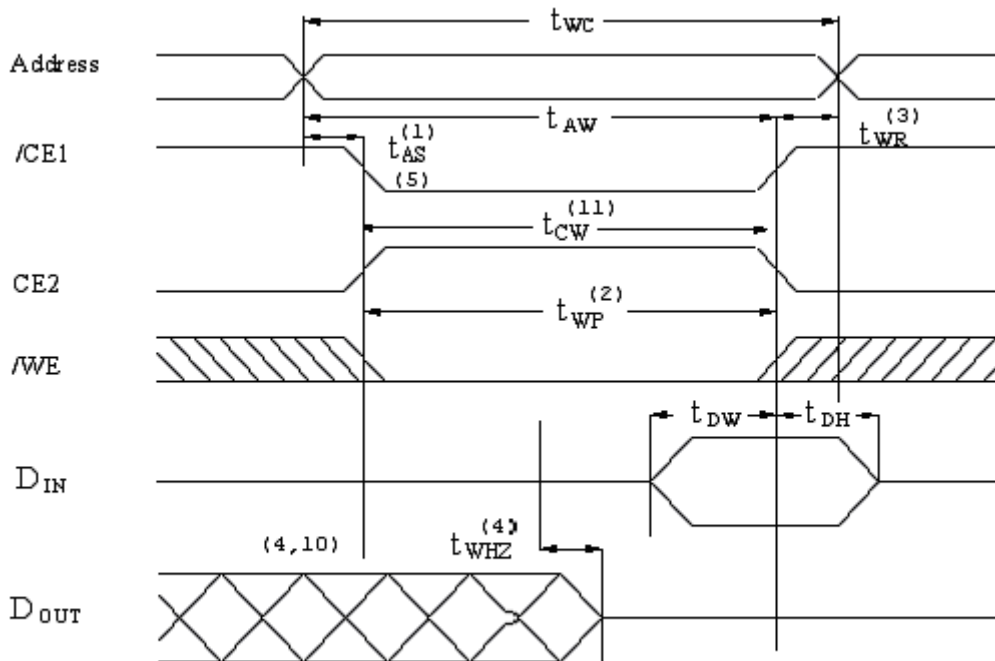 tWC
Address
tAW
tAS(1)
tWR(3)
/CE1
(5)
tCW(11)
CE2
tWP(2)
/WE
tDW
tDH
DIN
(4,10)
tWHZ(4)
DOUT